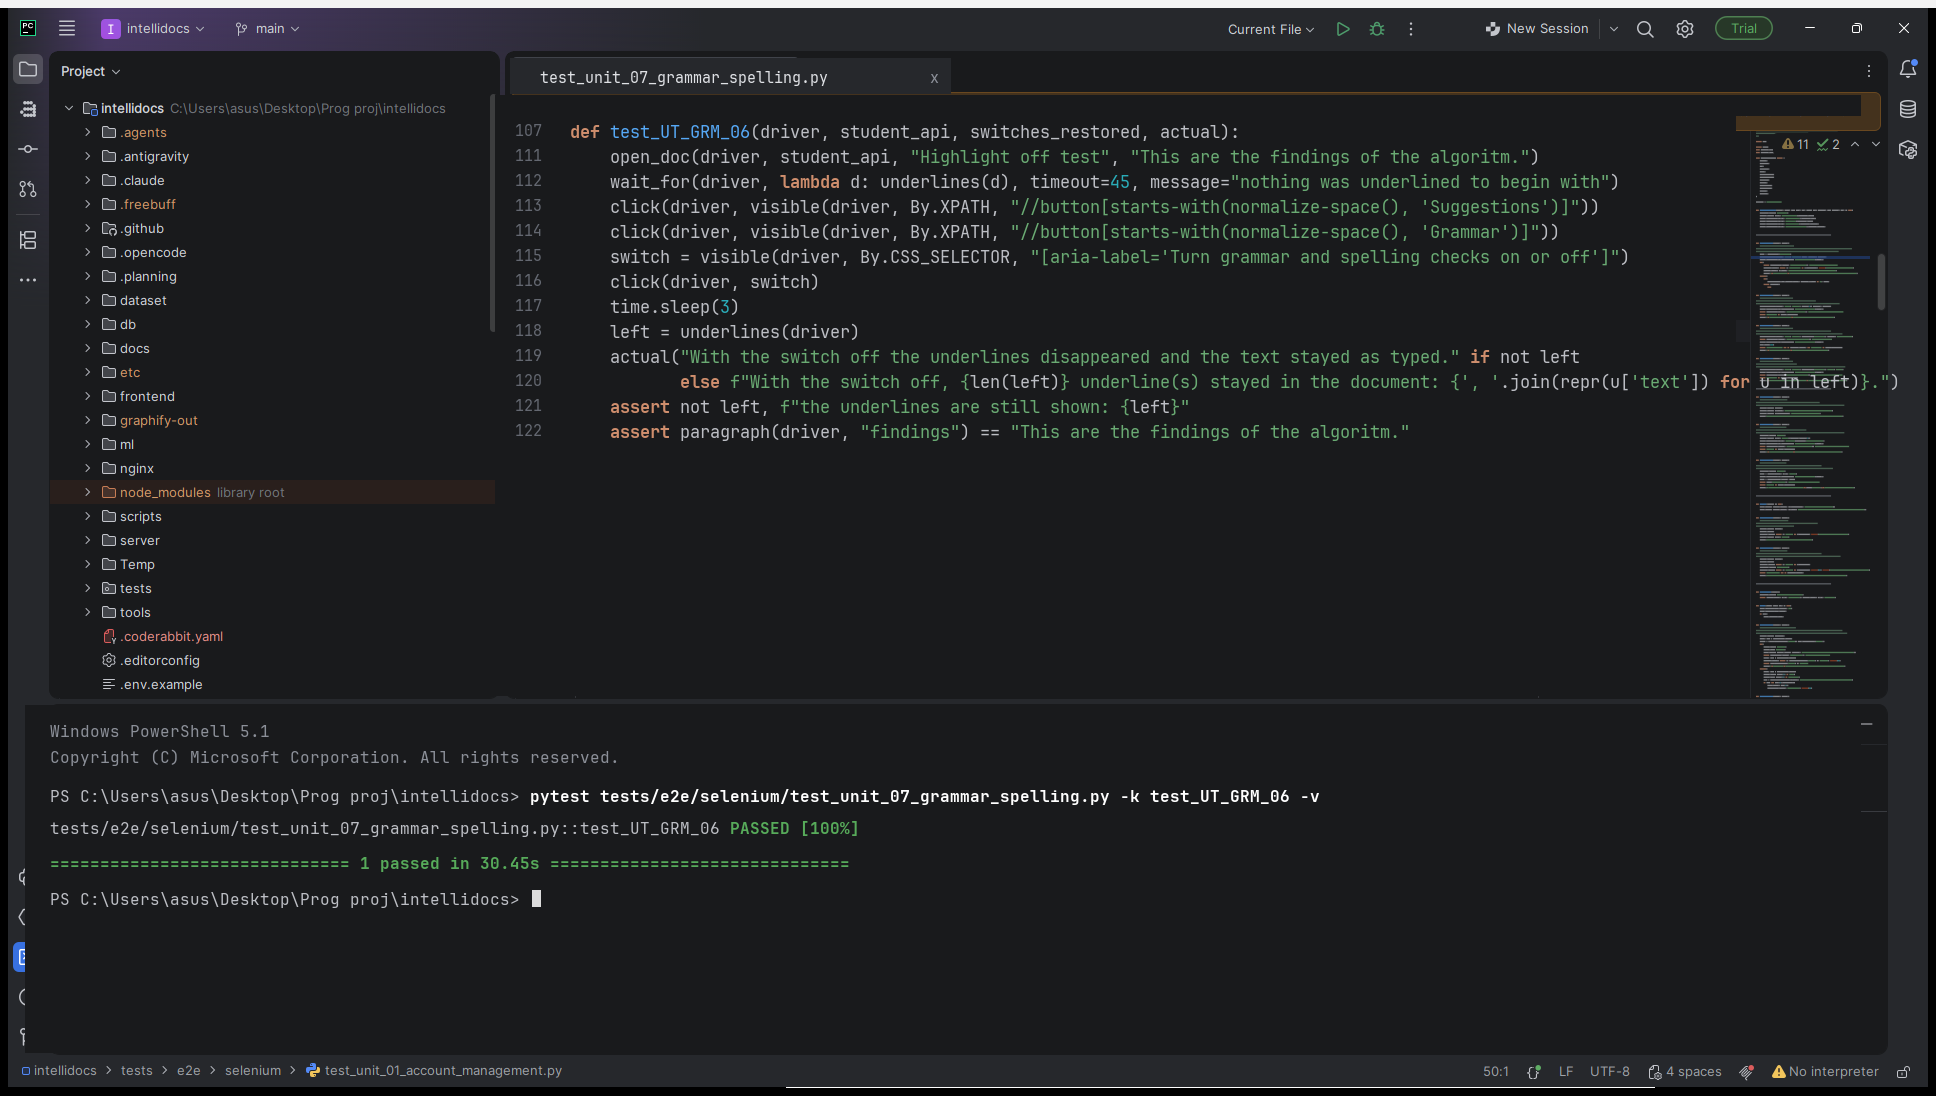 PC
I intellidocs
main
Current File
New Session
Trial
Project
intellidocs C:\Users\asus\Desktop\Prog proj\intellidocs
.agents
.antigravity
.claude
.freebuff
.github
.opencode
.planning
dataset
db
docs
etc
frontend
graphify-out
ml
nginx
node_modules library root
scripts
server
Temp
tests
tools
.coderabbit.yaml
.editorconfig
.env.example
test_unit_07_grammar_spelling.py x
11 2
107 def test_UT_GRM_06(driver, student_api, switches_restored, actual):
111 open_doc(driver, student_api, "Highlight off test", "This are the findings of the algoritm.")
112 wait_for(driver, lambda d: underlines(d), timeout=45, message="nothing was underlined to begin with")
113 click(driver, visible(driver, By.XPATH, "//button[starts-with(normalize-space(), 'Suggestions')]"))
114 click(driver, visible(driver, By.XPATH, "//button[starts-with(normalize-space(), 'Grammar')]"))
115 switch = visible(driver, By.CSS_SELECTOR, "[aria-label='Turn grammar and spelling checks on or off']")
116 click(driver, switch)
117 time.sleep(3)
118 left = underlines(driver)
119 actual("With the switch off the underlines disappeared and the text stayed as typed." if not left
120 else f"With the switch off, {len(left)} underline(s) stayed in the document: {', '.join(repr(u['text']) for u in left)}.")
121 assert not left, f"the underlines are still shown: {left}"
122 assert paragraph(driver, "findings") == "This are the findings of the algoritm."
Windows PowerShell 5.1
Copyright (C) Microsoft Corporation. All rights reserved.
PS C:\Users\asus\Desktop\Prog proj\intellidocs> pytest tests/e2e/selenium/test_unit_07_grammar_spelling.py -k test_UT_GRM_06 -v
tests/e2e/selenium/test_unit_07_grammar_spelling.py::test_UT_GRM_06 PASSED [100%]
============================== 1 passed in 30.45s ==============================
PS C:\Users\asus\Desktop\Prog proj\intellidocs>
intellidocs > tests > e2e > selenium > test_unit_01_account_management.py
50:1 LF UTF-8 4 spaces No interpreter